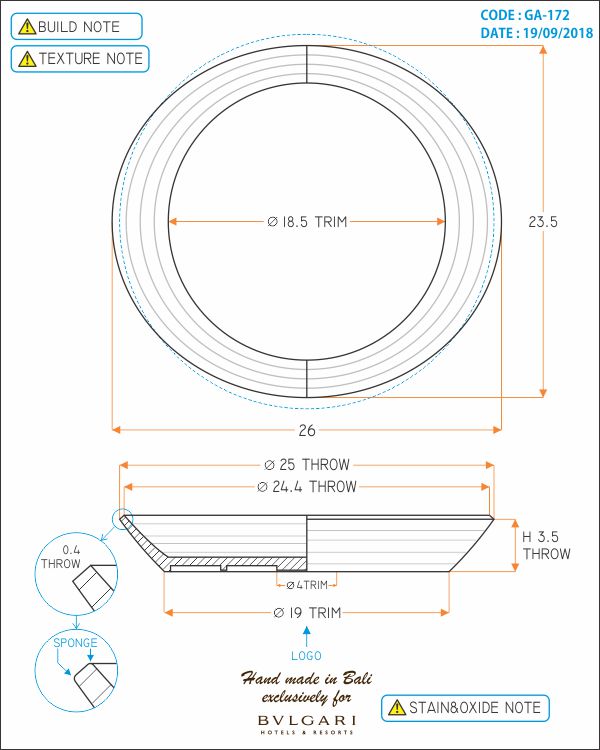 BUILD NOTE
TEXTURE NOTE
CODE : GA-172
DATE : 19/09/2018
Ø 18.5 TRIM
23.5
26
Ø 25 THROW
Ø 24.4 THROW
H 3.5
THROW
0.4
THROW
Ø 4 TRIM
Ø 19 TRIM
SPONGE
LOGO
Hand made in Bali
exclusively for
BVLGARI
HOTELS & RESORTS
STAIN&OXIDE NOTE